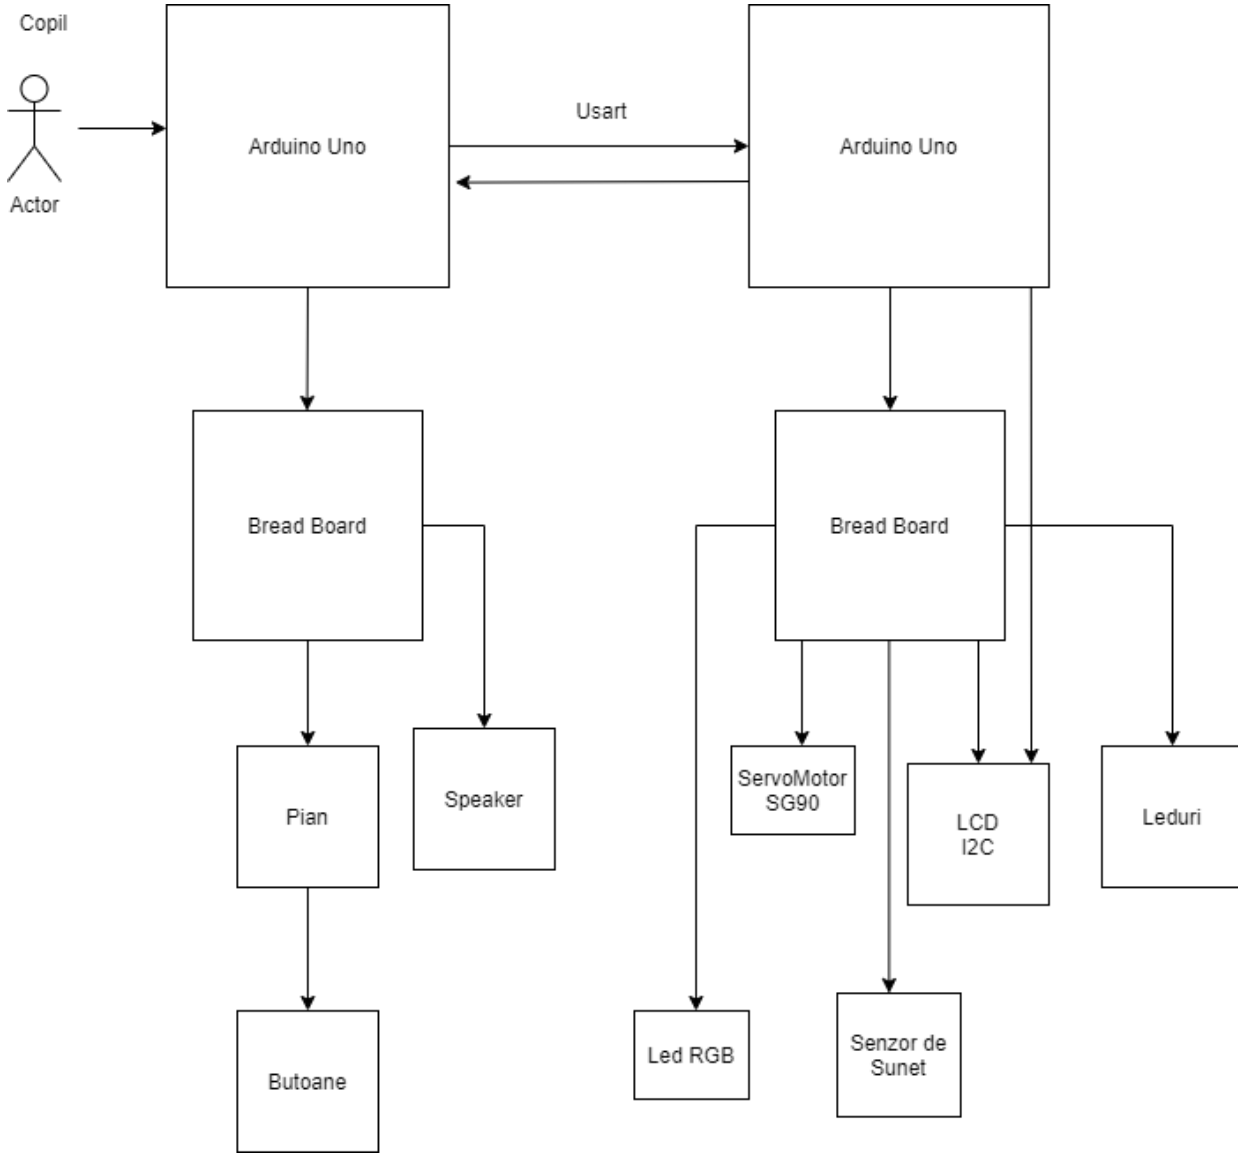 Copil
Actor
Arduino Uno
Usart
Arduino Uno
Bread Board
Bread Board
Pian
Speaker
ServoMotor
SG90
LCD
I2C
Leduri
Butoane
Led RGB
Senzor de
Sunet